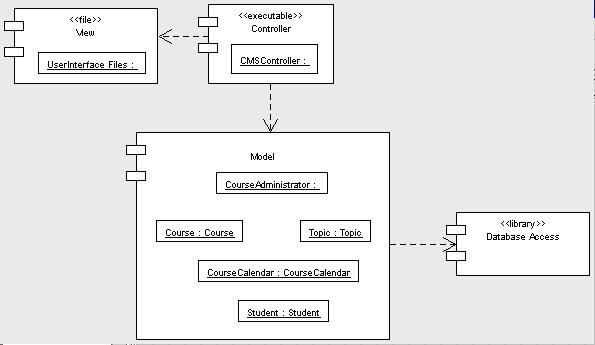 <<file>>
View
UserInterface Files :
<<executable>>
Controller
CMSController :
Model
CourseAdministrator :
Course : Course
Topic : Topic
CourseCalendar : CourseCalendar
Student : Student
<<library>>
Database Access